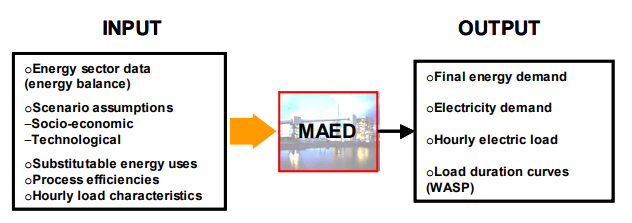 INPUT
oEnergy sector data
(energy balance)
oScenario assumptions
–Socio-economic
–Technological
oSubstitutable energy uses
oProcess efficiencies
oHourly load characteristics
MAED
OUTPUT
oFinal energy demand
oElectricity demand
oHourly electric load
oLoad duration curves
(WASP)